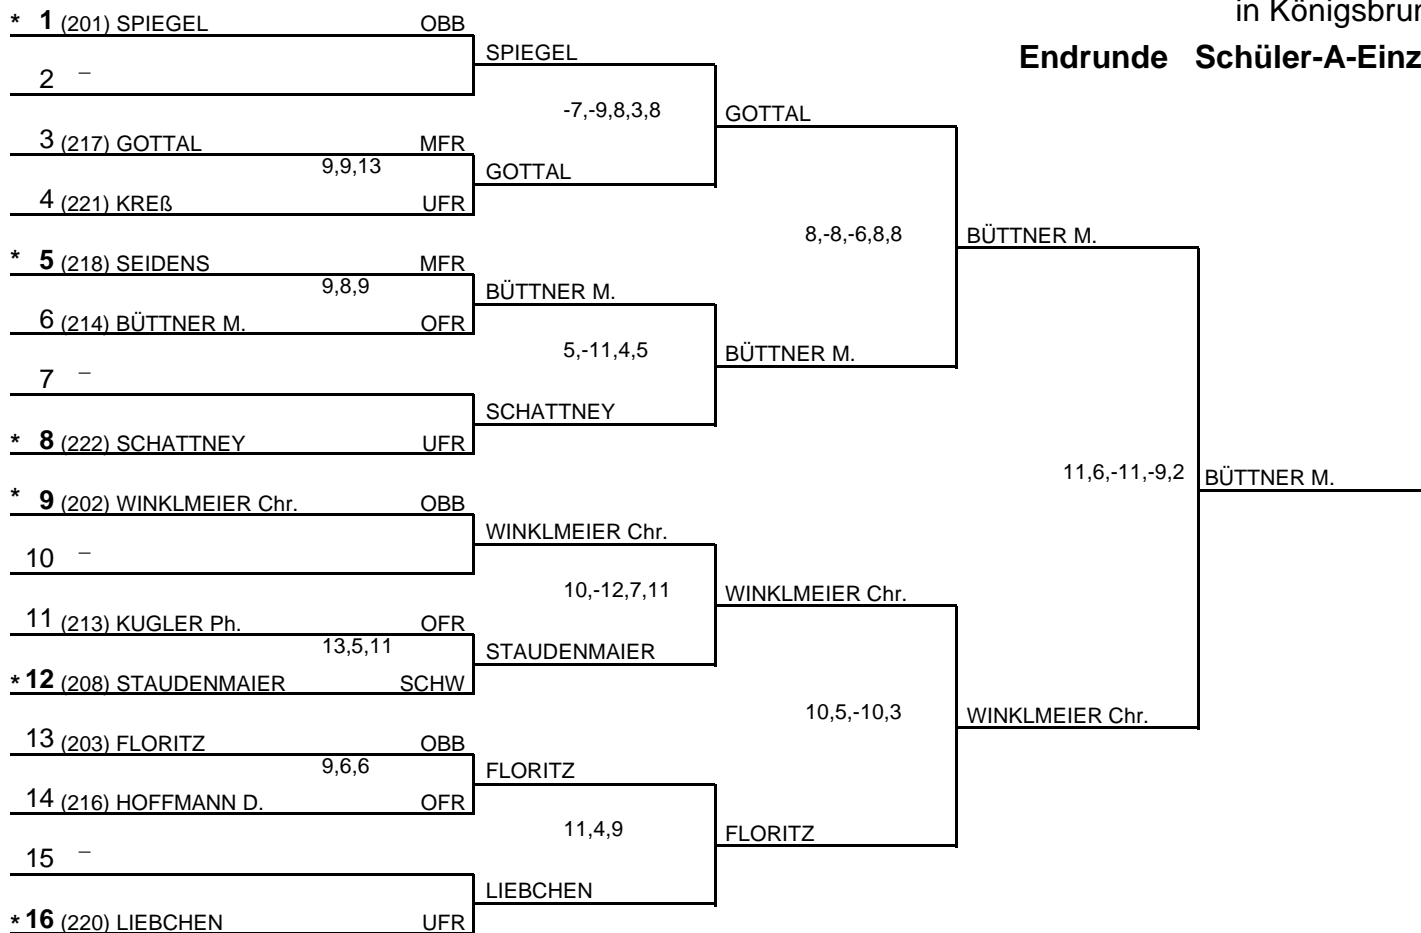 in Königsbrun
Endrunde Schüler-A-Einz
* 1 (201) SPIEGEL OBB
SPIEGEL
2 –
-7,-9,8,3,8
GOTTAL
3 (217) GOTTAL MFR
9,9,13
GOTTAL
4 (221) KREß UFR
8,-8,-6,8,8
BÜTTNER M.
* 5 (218) SEIDENS MFR
9,8,9
BÜTTNER M.
6 (214) BÜTTNER M. OFR
5,-11,4,5
BÜTTNER M.
7 –
SCHATTNEY
* 8 (222) SCHATTNEY UFR
11,6,-11,-9,2
BÜTTNER M.
* 9 (202) WINKLMEIER Chr. OBB
WINKLMEIER Chr.
10 –
10,-12,7,11
WINKLMEIER Chr.
11 (213) KUGLER Ph. OFR
13,5,11
STAUDENMAIER
* 12 (208) STAUDENMAIER SCHW
10,5,-10,3
WINKLMEIER Chr.
13 (203) FLORITZ OBB
9,6,6
FLORITZ
14 (216) HOFFMANN D. OFR
11,4,9
FLORITZ
15 –
LIEBCHEN
* 16 (220) LIEBCHEN UFR